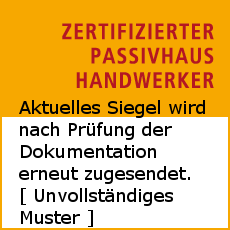 ZERTIFIZIERTER
PASSIVHAUS
HANDWERKER
Aktuelles Siegel wird
nach Prüfung der
Dokumentation
erneut zugesendet.
[ Unvollständiges
Muster ]